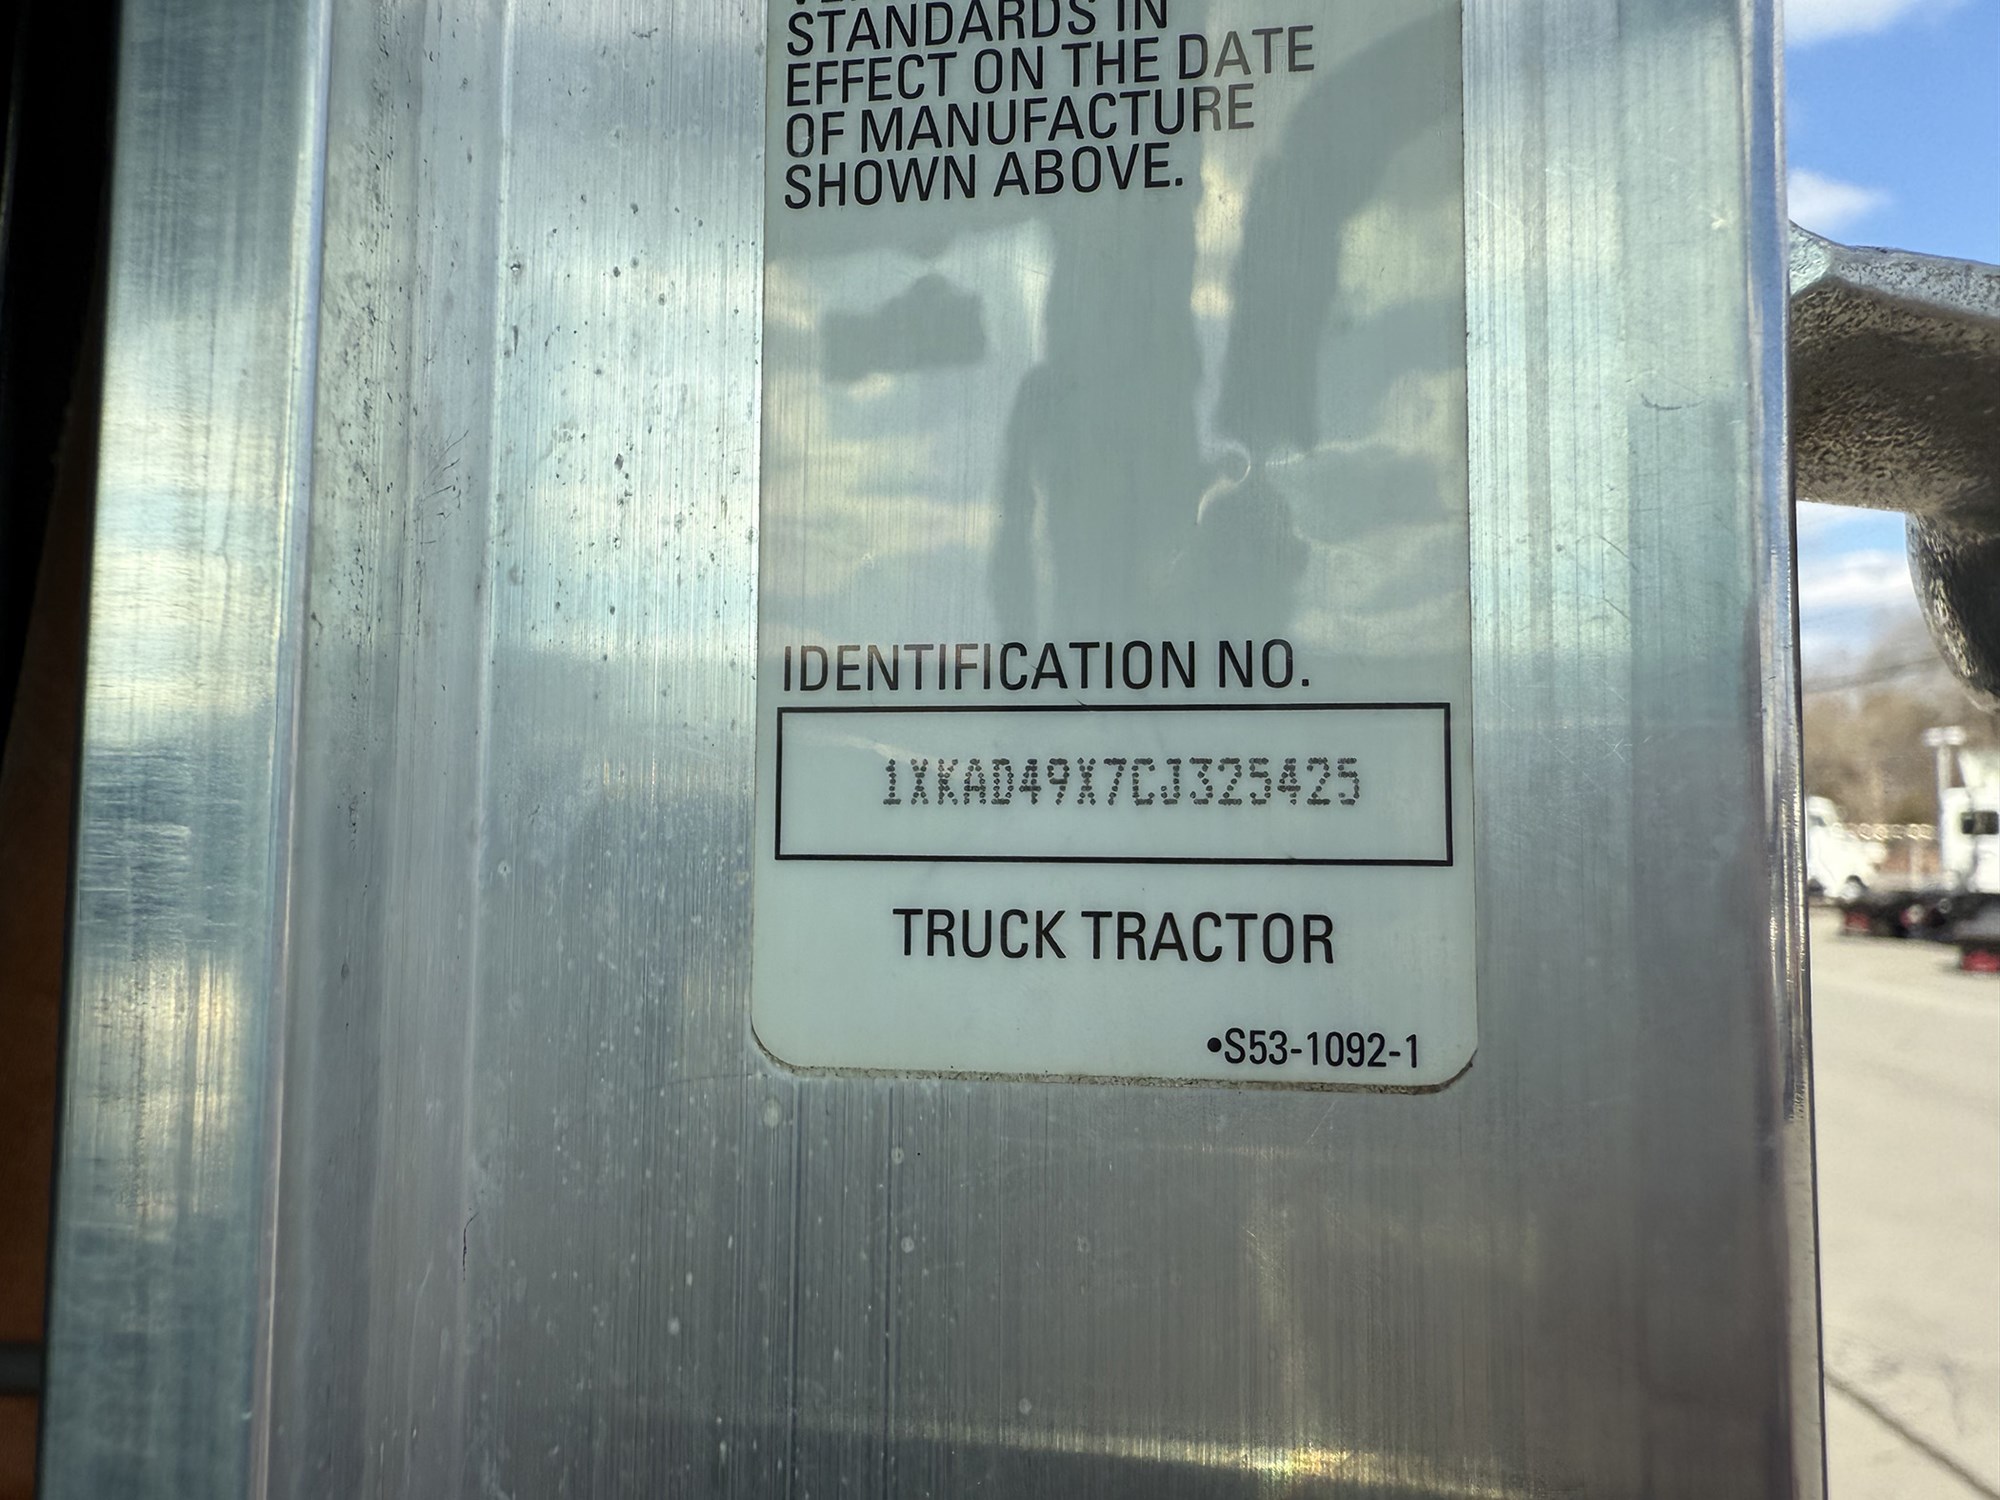 STANDARDS IN
EFFECT ON THE DATE
OF MANUFACTURE
SHOWN ABOVE.
IDENTIFICATION NO.
1XKAD49X7CJ325425
TRUCK TRACTOR
•S53-1092-1